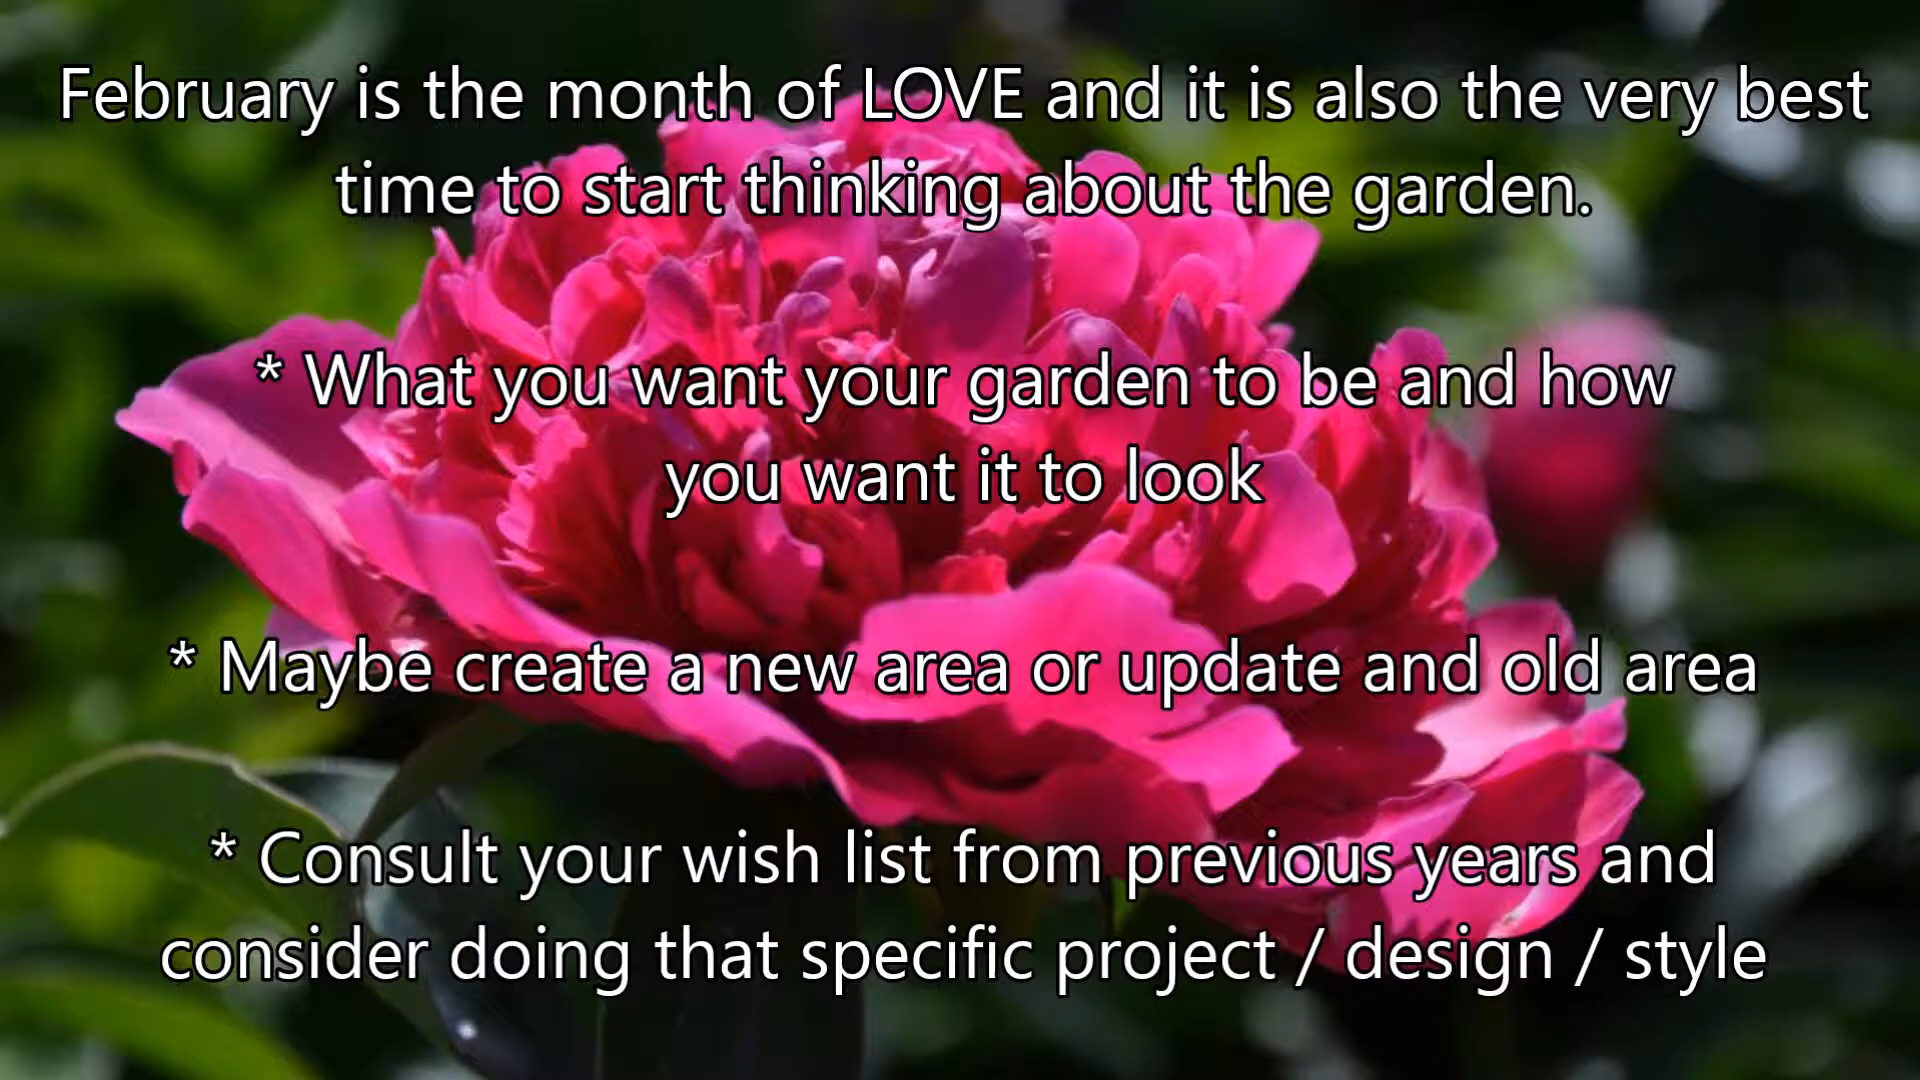 February is the month of LOVE and it is also the very best
time to start thinking about the garden.
* What you want your garden to be and how
you want it to look
* Maybe create a new area or update and old area
* Consult your wish list from previous years and
consider doing that specific project / design / style